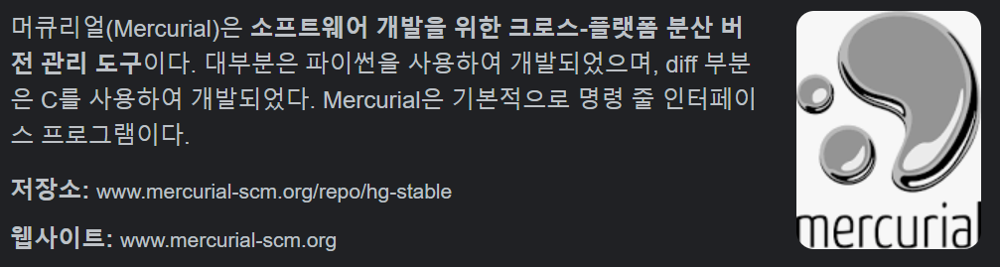 머큐리얼(Mercurial)은 소프트웨어 개발을 위한 크로스-플랫폼 분산 버
전 관리 도구이다. 대부분은 파이썬을 사용하여 개발되었으며, diff 부분
은 C를 사용하여 개발되었다. Mercurial은 기본적으로 명령 줄 인터페이
스 프로그램이다.
저장소: www.mercurial-scm.org/repo/hg-stable
웹사이트: www.mercurial-scm.org
mercurial